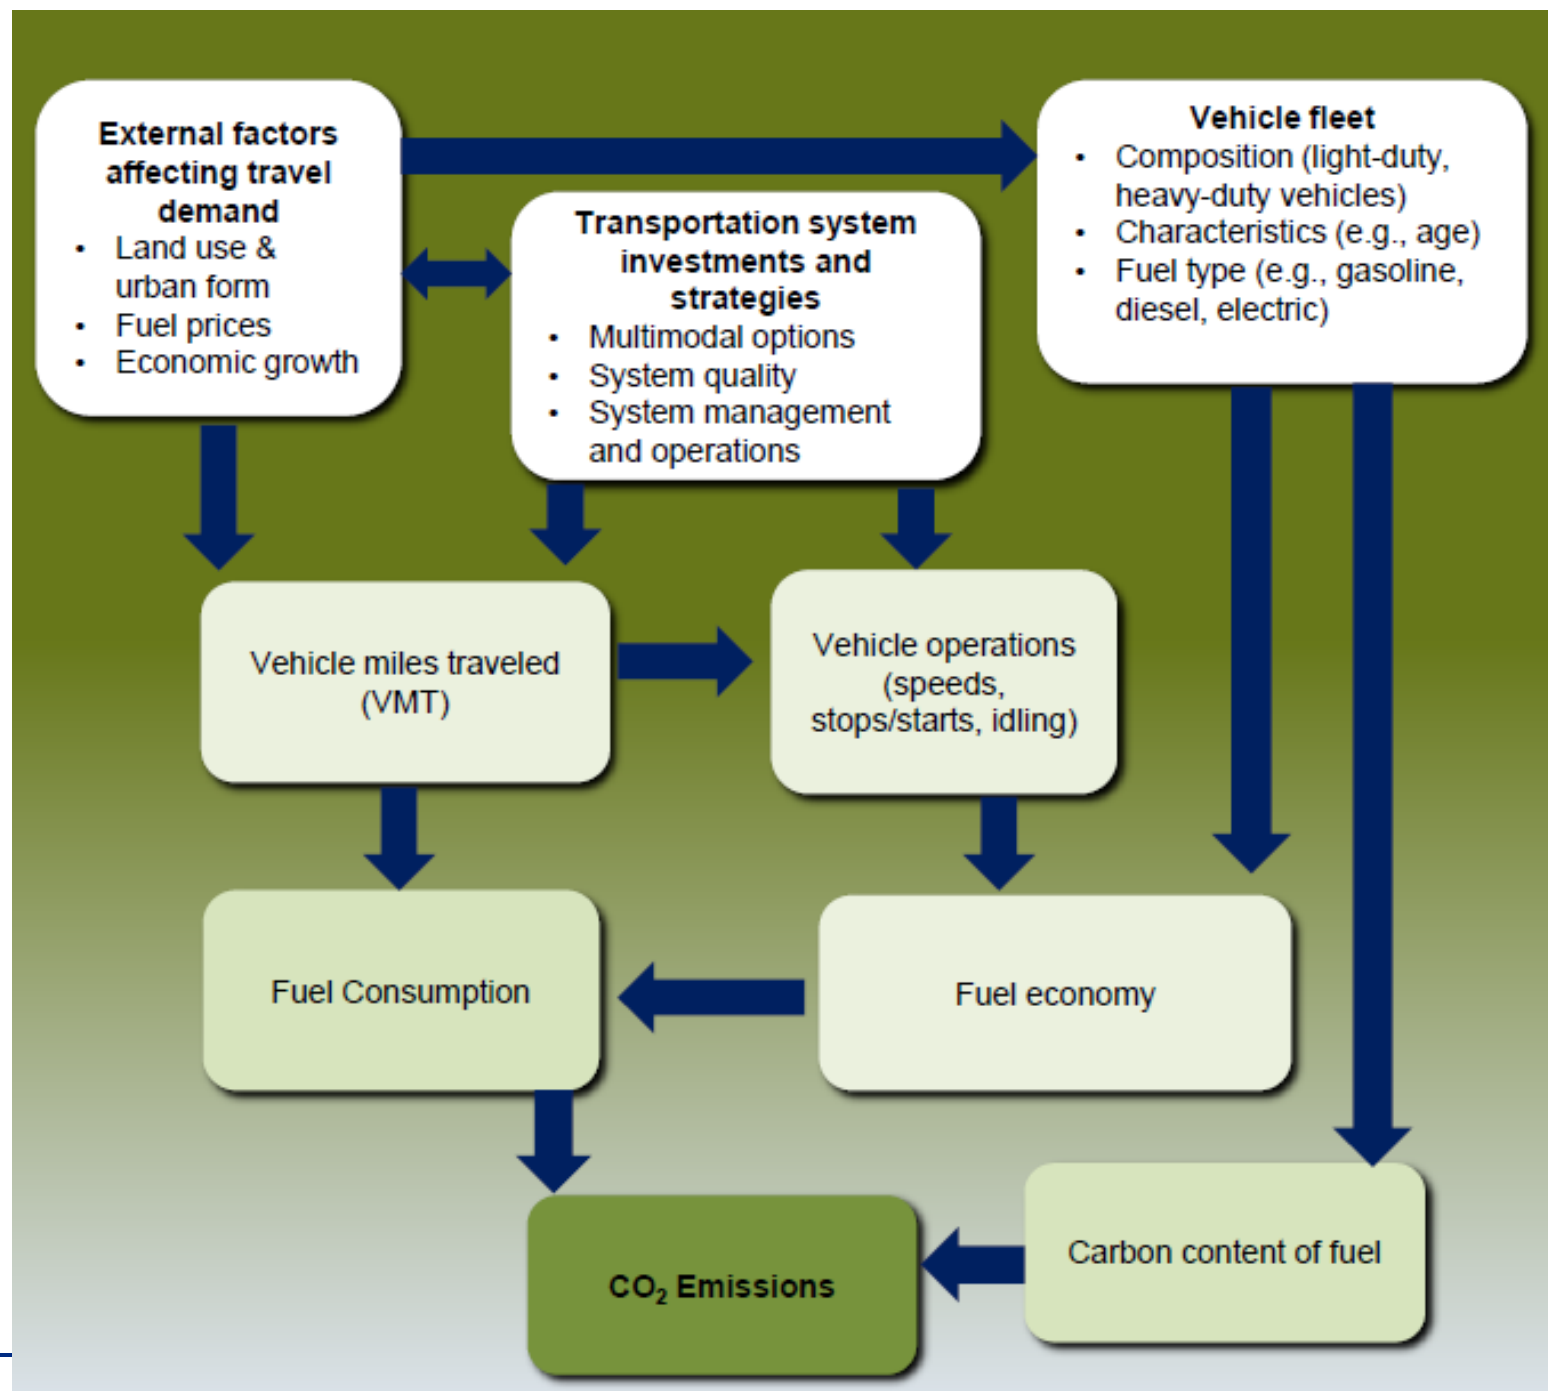 External factors
affecting travel
demand
• Land use &
urban form
• Fuel prices
• Economic growth
Transportation system
investments and
strategies
• Multimodal options
• System quality
• System management
and operations
Vehicle fleet
• Composition (light-duty,
heavy-duty vehicles)
• Characteristics (e.g., age)
• Fuel type (e.g., gasoline,
diesel, electric)
Vehicle miles traveled
(VMT)
Vehicle operations
(speeds,
stops/starts, idling)
Fuel Consumption
Fuel economy
CO₂ Emissions
Carbon content of fuel